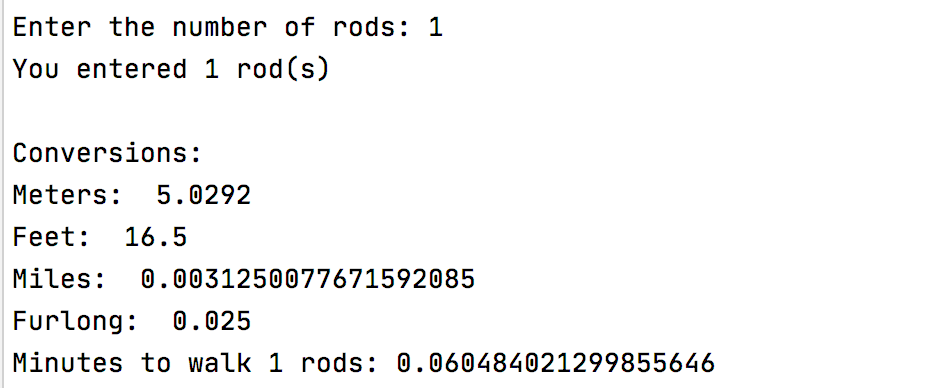 Enter the number of rods: 1
You entered 1 rod(s)
Conversions:
Meters:  5.0292
Feet:  16.5
Miles:  0.0031250077671592085
Furlong:  0.025
Minutes to walk 1 rods: 0.060484021299855646